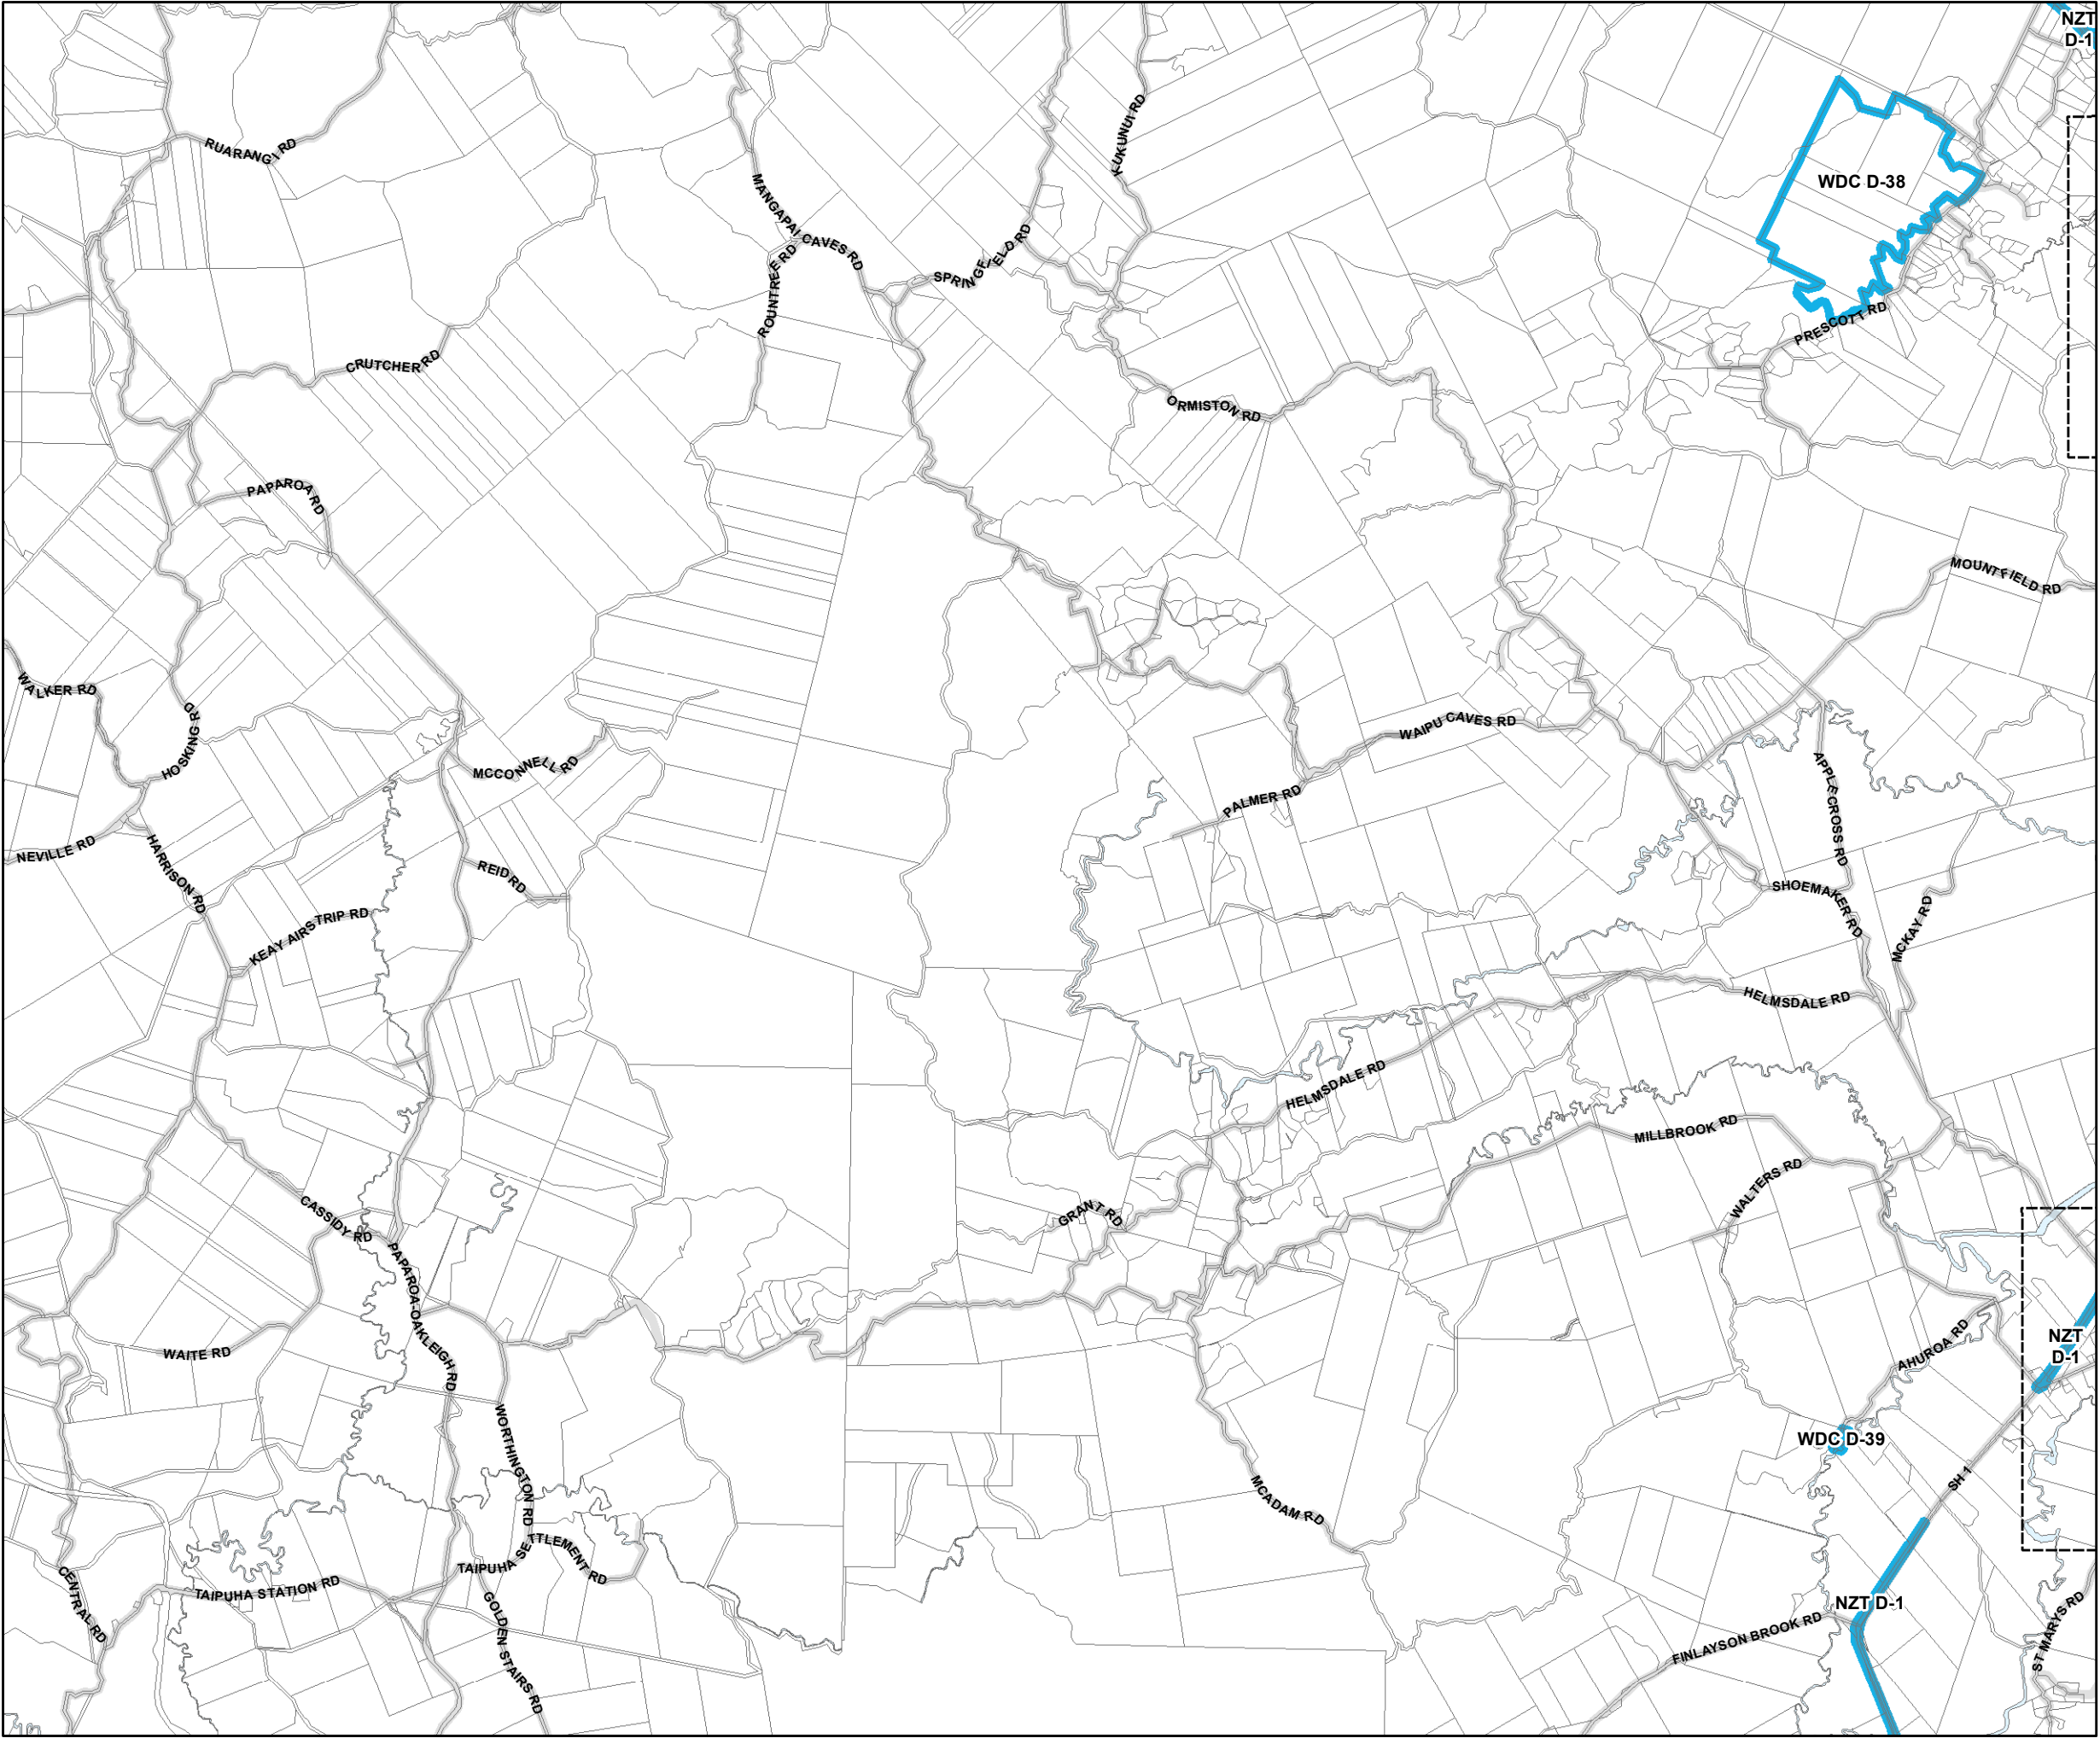 NZT
D-1
KUKUNUI RD
RUARANGI RD
WDC D-38
MANGAPAI CAVES RD
SPRINGFIELD RD
ROUNTREE RD
PRESCOTT RD
CRUTCHER RD
ORMISTON RD
PAPAROA RD
MOUNTFIELD RD
WALKER RD
HOSKING RD
WAIPU CAVES RD
MCCONNELL RD
PALMER RD
APPLECROSS RD
NEVILLE RD
HARRISON RD
REID RD
SHOEMAKER RD
KEAY AIRSTRIP RD
MCKAY RD
HELMSDALE RD
HELMSDALE RD
MILLBROOK RD
WALTERS RD
CASSIDY RD
GRANT RD
PAPAROA-OAKLEIGH RD
AHUROA RD
NZT
D-1
WAITE RD
WORTHINGTON RD
WDC D-39
SH 1
MCADAM RD
TAIPUHA SETTLEMENT RD
TAIPUHA STATION RD
CENTRAL RD
GOLDEN STAIRS RD
NZT D-1
FINLAYSON BROOK RD
ST MARYS RD